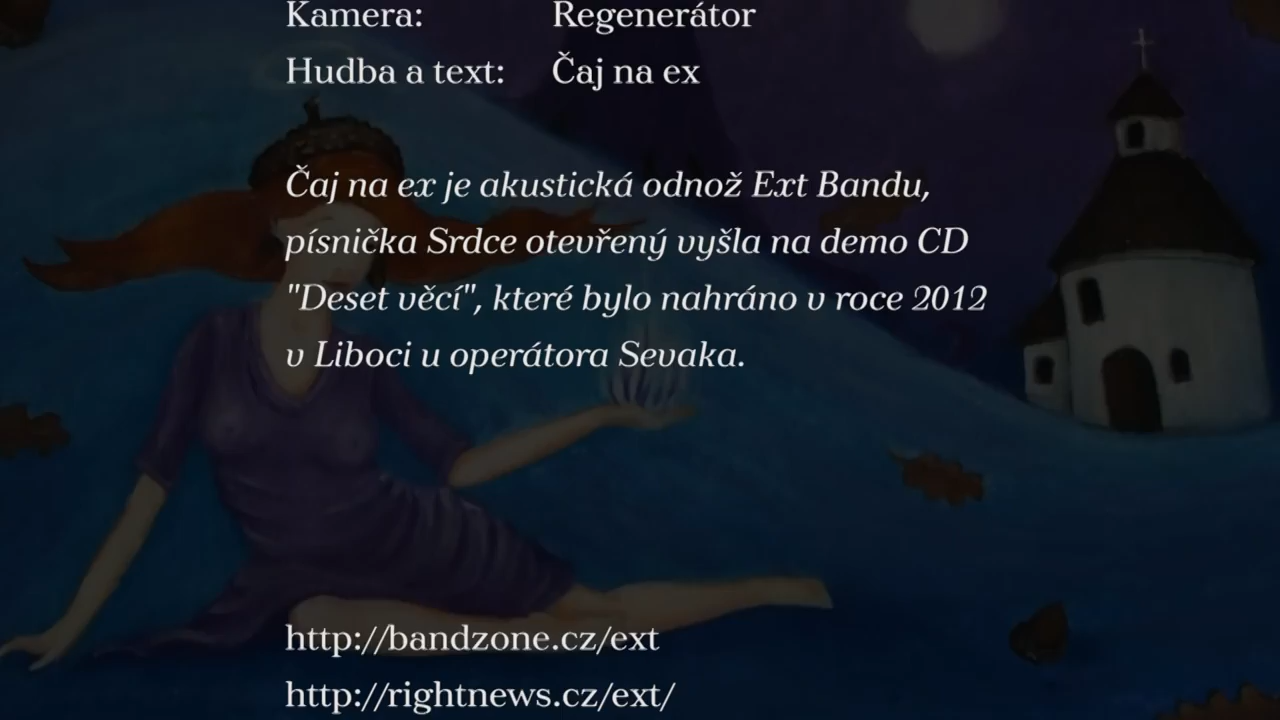 Kamera: Regenerátor
Hudba a text: Čaj na ex
Čaj na ex je akustická odnož Ext Bandu,
písnička Srdce otevřený vyšla na demo CD
"Deset věcí", které bylo nahráno v roce 2012
v Liboci u operátora Sevaka.
http://bandzone.cz/ext
http://rightnews.cz/ext/